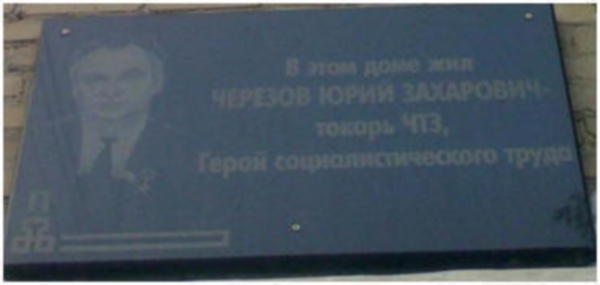 В этом доме жил
ЧЕРЕЗОВ ЮРИЙ ЗАХАРОВИЧ-
токарь ЧТЗ,
Герой социалистического труда